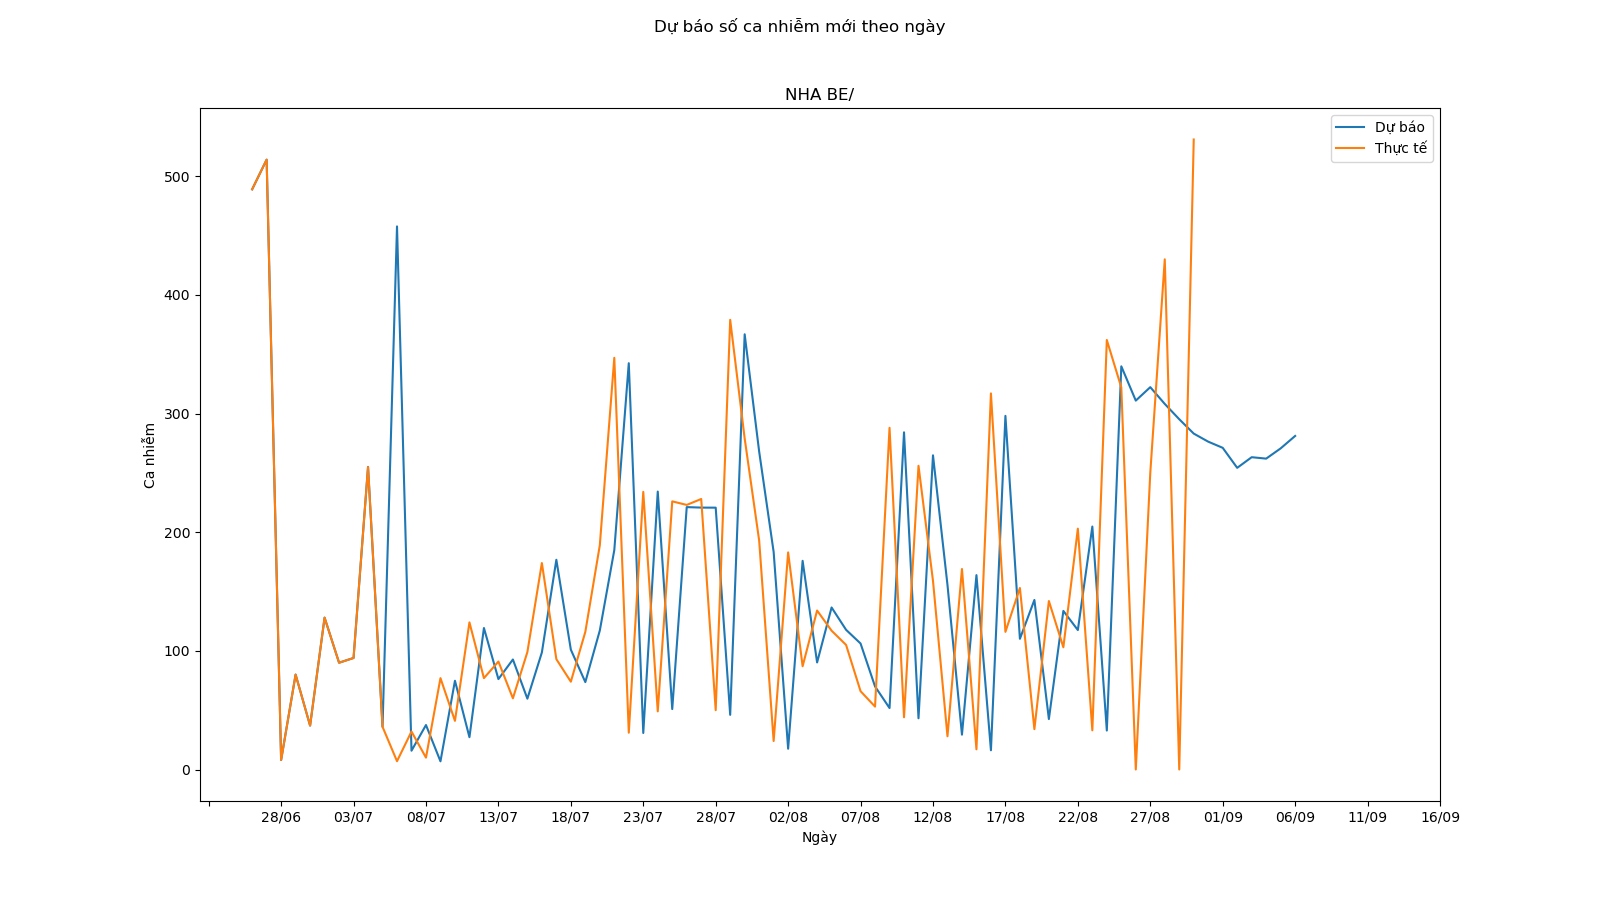 Dự báo số ca nhiễm mới theo ngày
NHA BE/
Dự báo
Thực tế
500
400
300
200
100
0
Ca nhiễm
28/06 03/07 08/07 13/07 18/07 23/07 28/07 02/08 07/08 12/08 17/08 22/08 27/08 01/09 06/09 11/09 16/09
Ngày